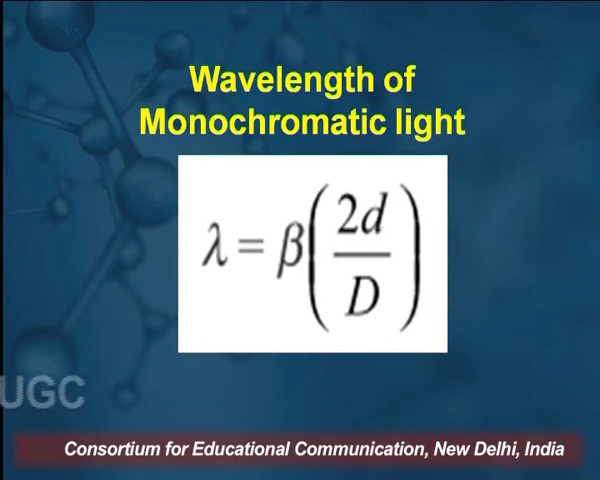 Wavelength of
Monochromatic light
λ = β(2d/D)
UGC
Consortium for Educational Communication, New Delhi, India